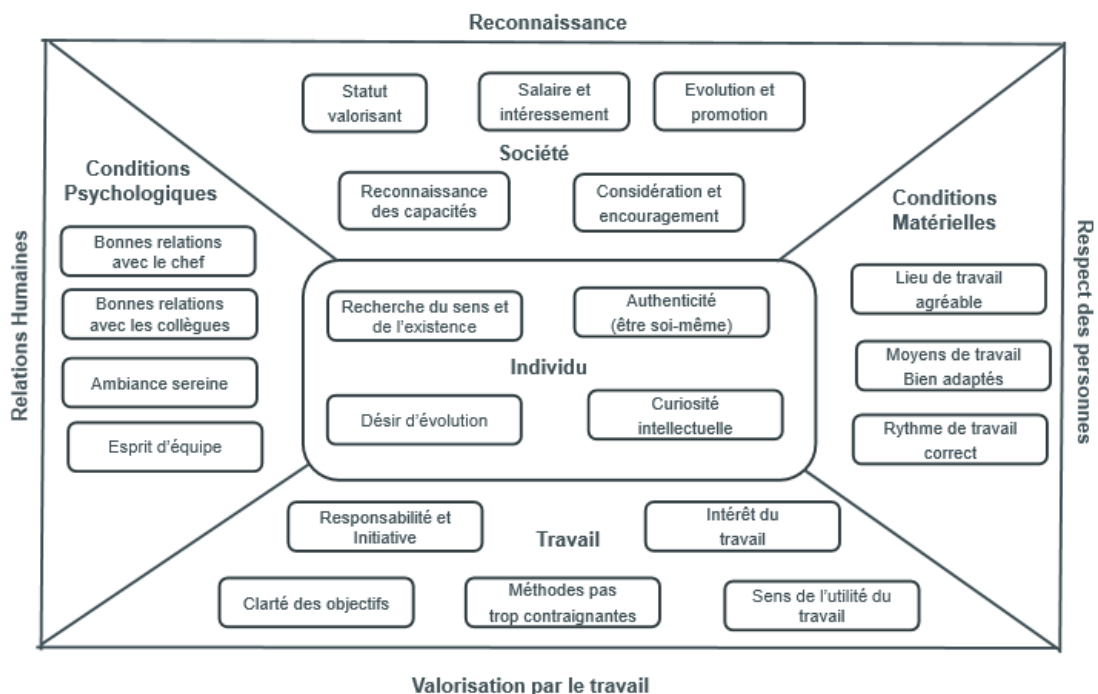 Reconnaissance
Statut
valorisant
Salaire et
intéressement
Evolution et
promotion
Société
Reconnaissance
des capacités
Considération et
encouragement
Relations Humaines
Conditions
Psychologiques
Bonnes relations
avec le chef
Bonnes relations
avec les collègues
Ambiance sereine
Esprit d’équipe
Recherche du sens et
de l’existence
Authenticité
(être soi-même)
Individu
Désir d’évolution
Curiosité
intellectuelle
Conditions
Matérielles
Lieu de travail
agréable
Moyens de travail
Bien adaptés
Rythme de travail
correct
Respect des personnes
Responsabilité et
Initiative
Travail
Intérêt du
travail
Clarté des objectifs
Méthodes pas
trop contraignantes
Sens de l’utilité du
travail
Valorisation par le travail